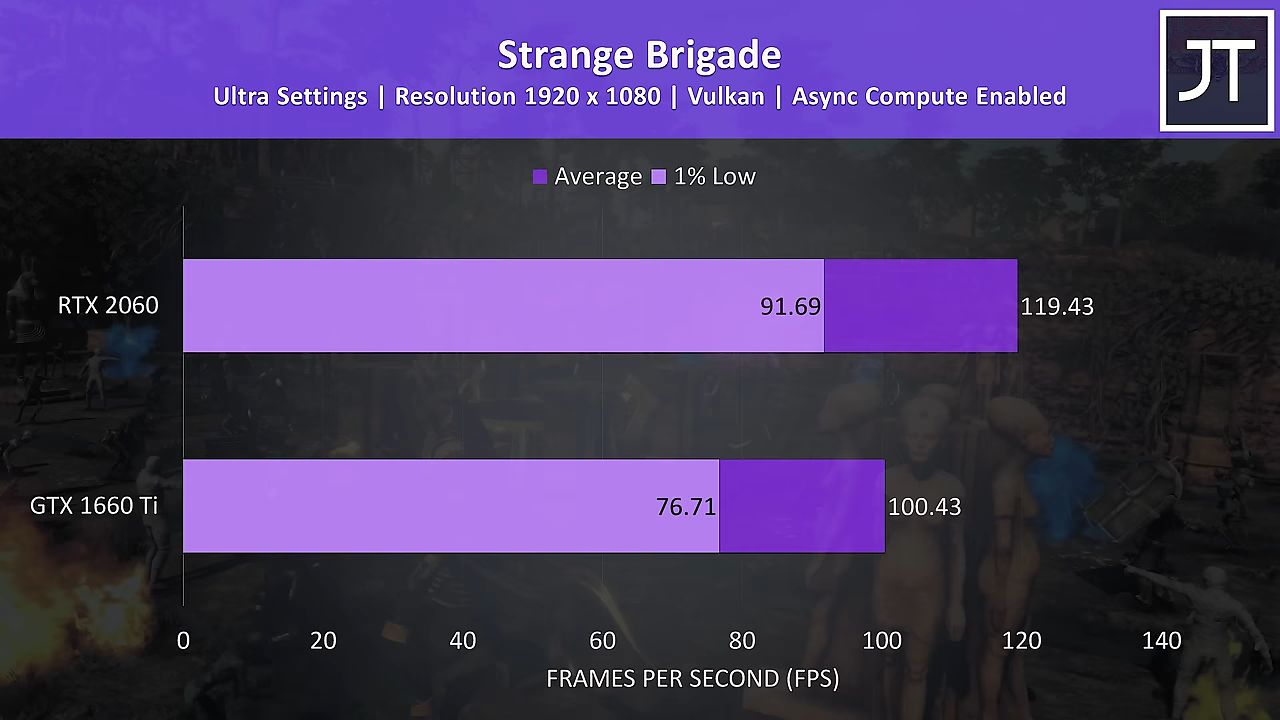 Strange Brigade
JT
Ultra Settings | Resolution 1920 x 1080 | Vulkan | Async Compute Enabled
Average 1% Low
RTX 2060 91.69 119.43
GTX 1660 Ti 76.71 100.43
0 20 40 60 80 100 120 140
FRAMES PER SECOND (FPS)